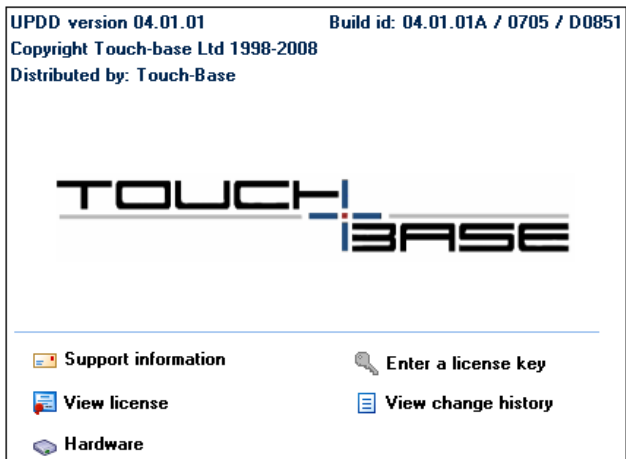 UPDD version 04.01.01 Build id: 04.01.01A / 0705 / D0851
Copyright Touch-base Ltd 1998-2008
Distributed by: Touch-Base
TOUCH
BASE
Support information Enter a license key
View license View change history
Hardware